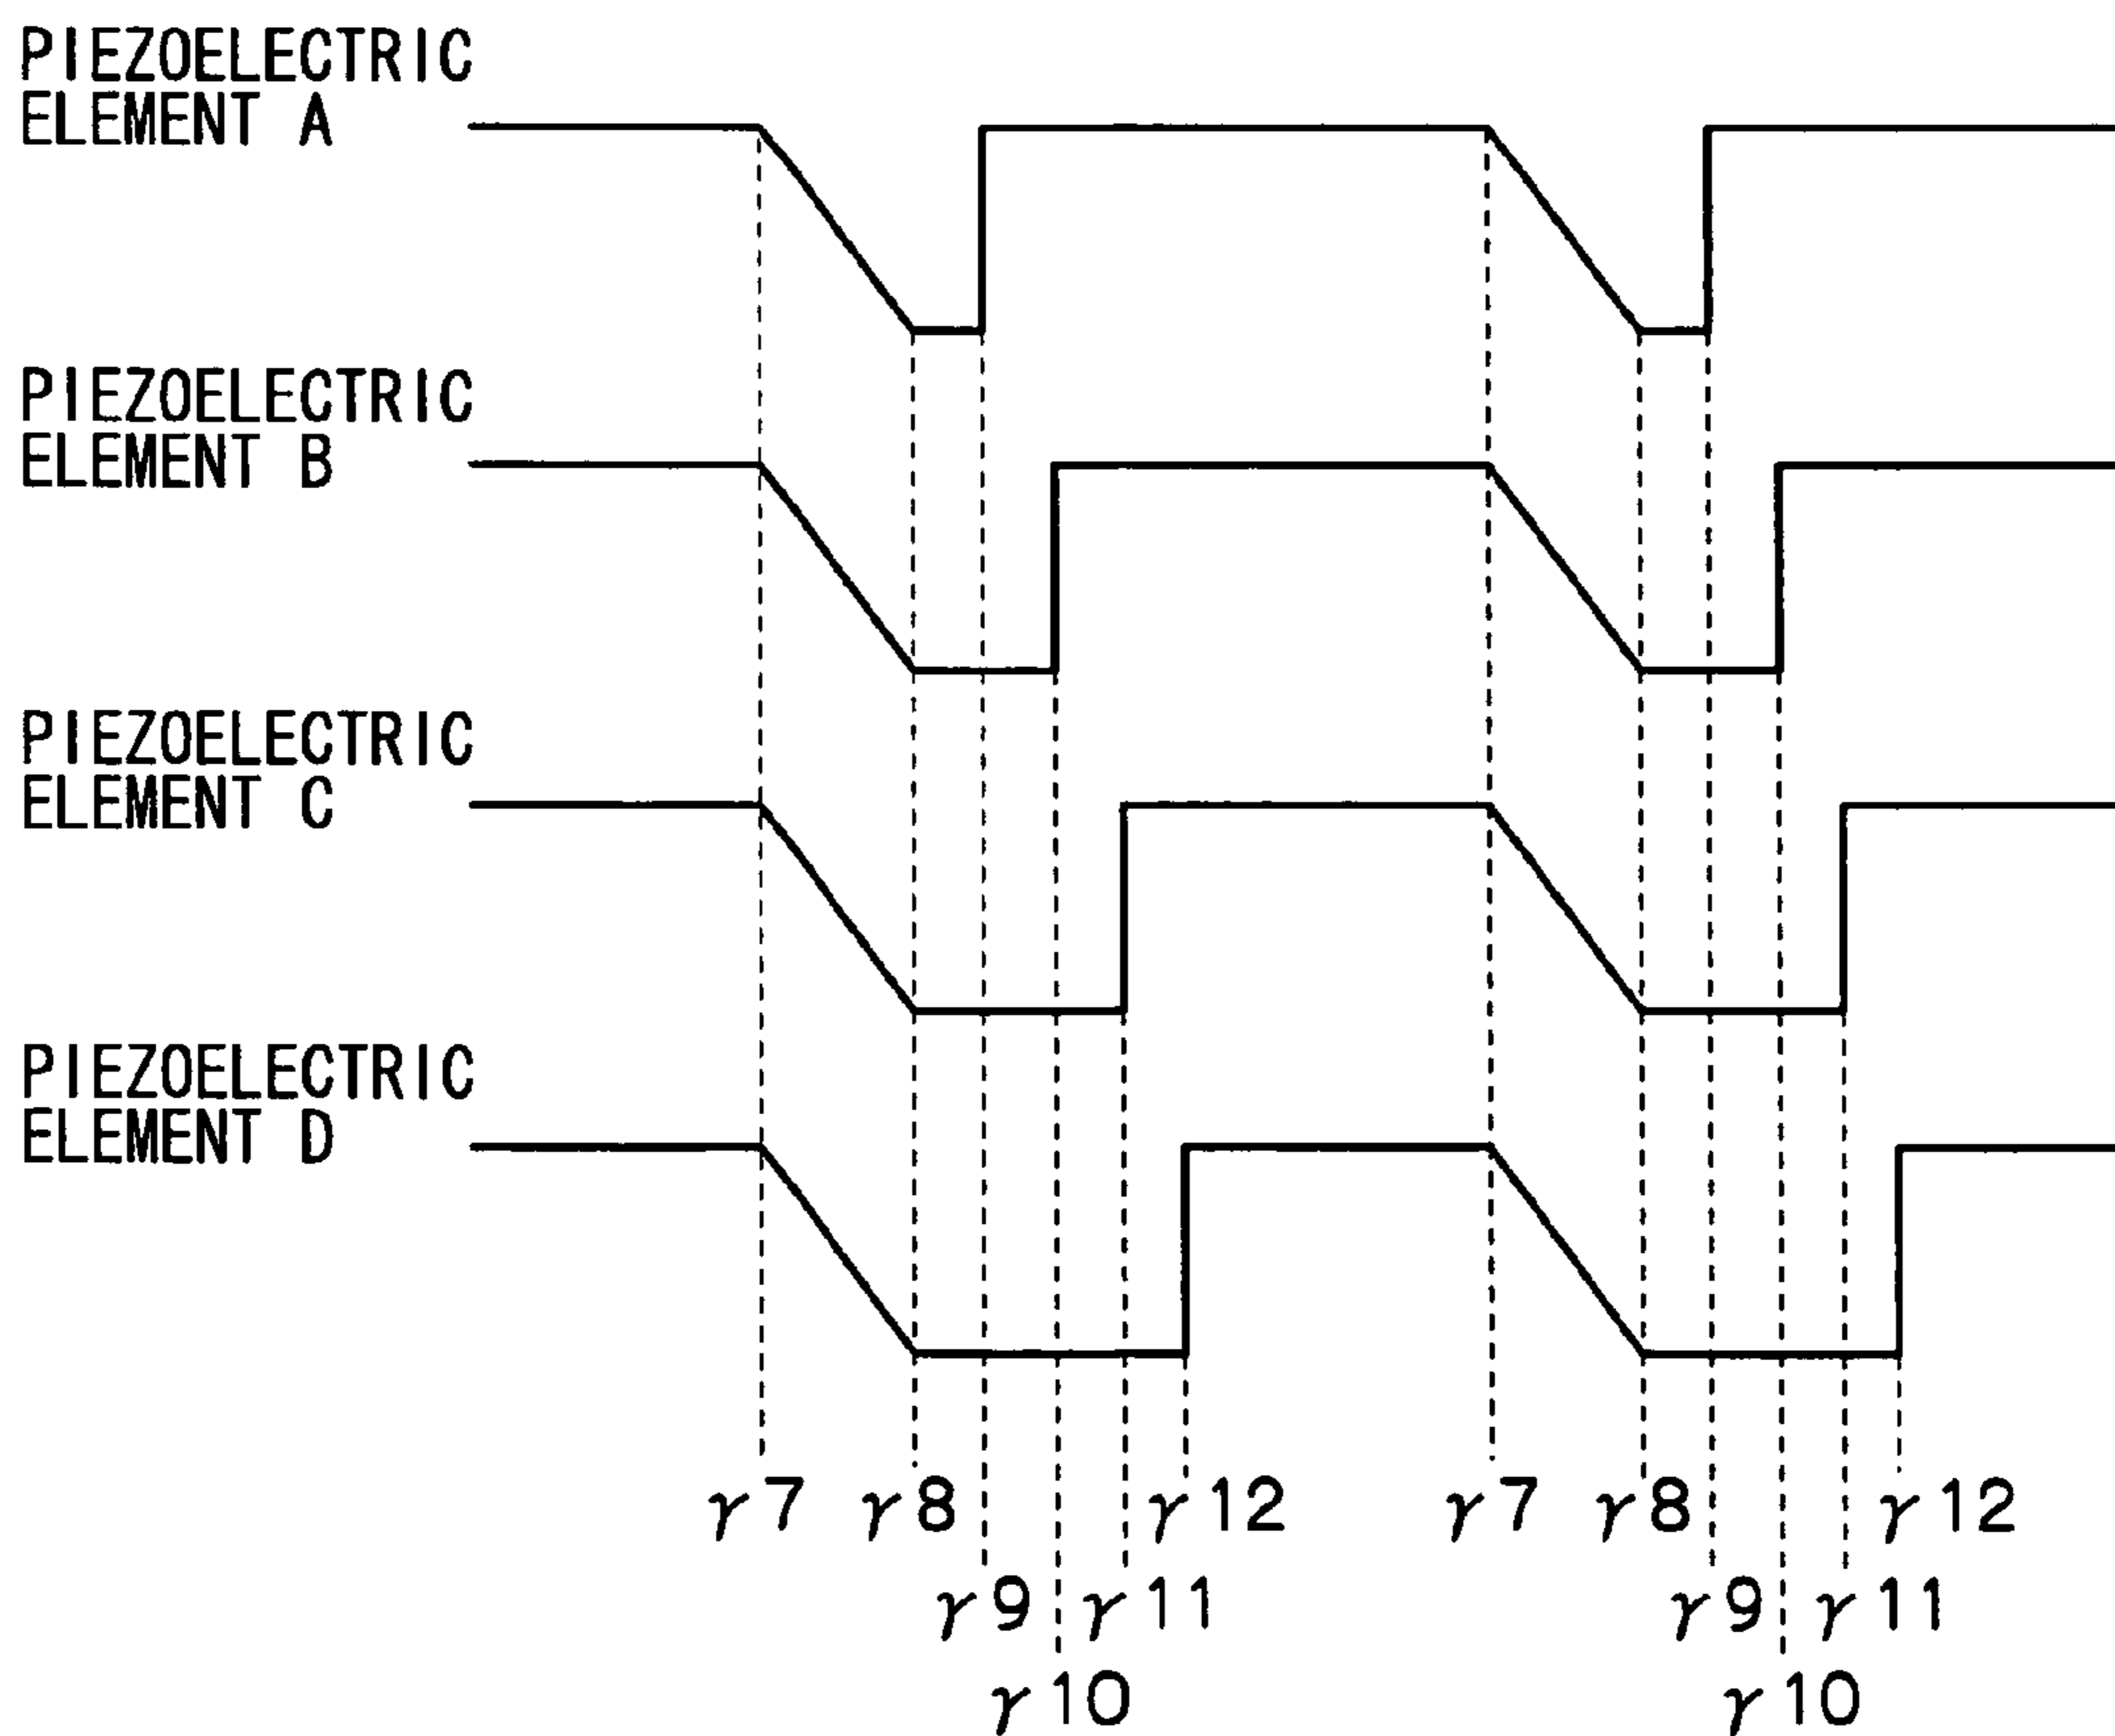 PIEZOELECTRIC
ELEMENT A
PIEZOELECTRIC
ELEMENT B
PIEZOELECTRIC
ELEMENT C
PIEZOELECTRIC
ELEMENT D
γ7 γ8 γ12 γ7 γ8 γ12
γ9 γ11 γ9 γ11
γ10 γ10